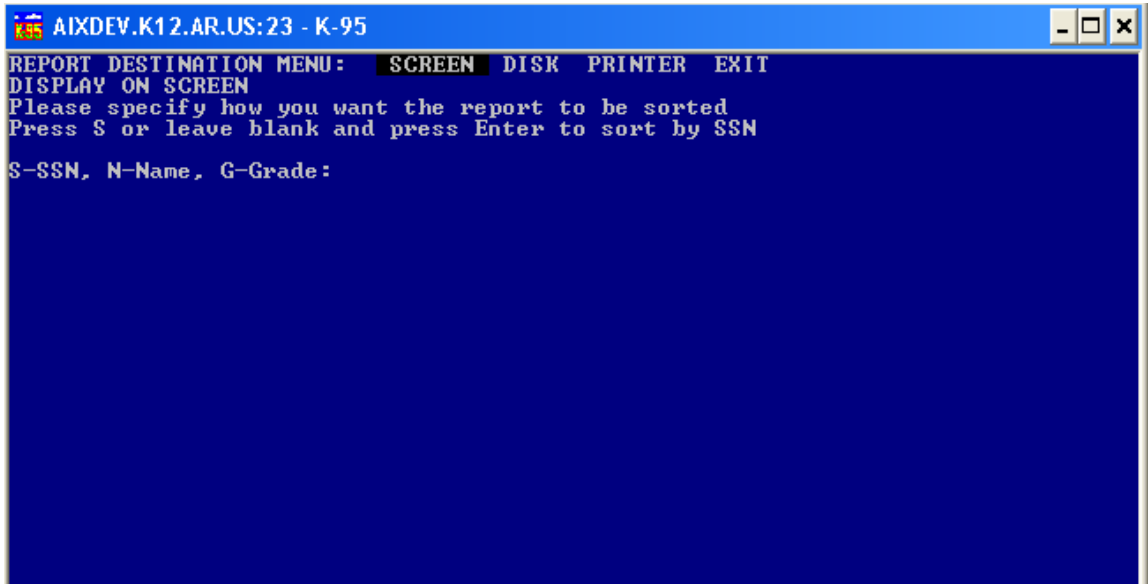 AIXDEV.K12.AR.US:23 - K-95
REPORT DESTINATION MENU: SCREEN DISK PRINTER EXIT
DISPLAY ON SCREEN
Please specify how you want the report to be sorted
Press S or leave blank and press Enter to sort by SSN
S-SSN, N-Name, G-Grade: